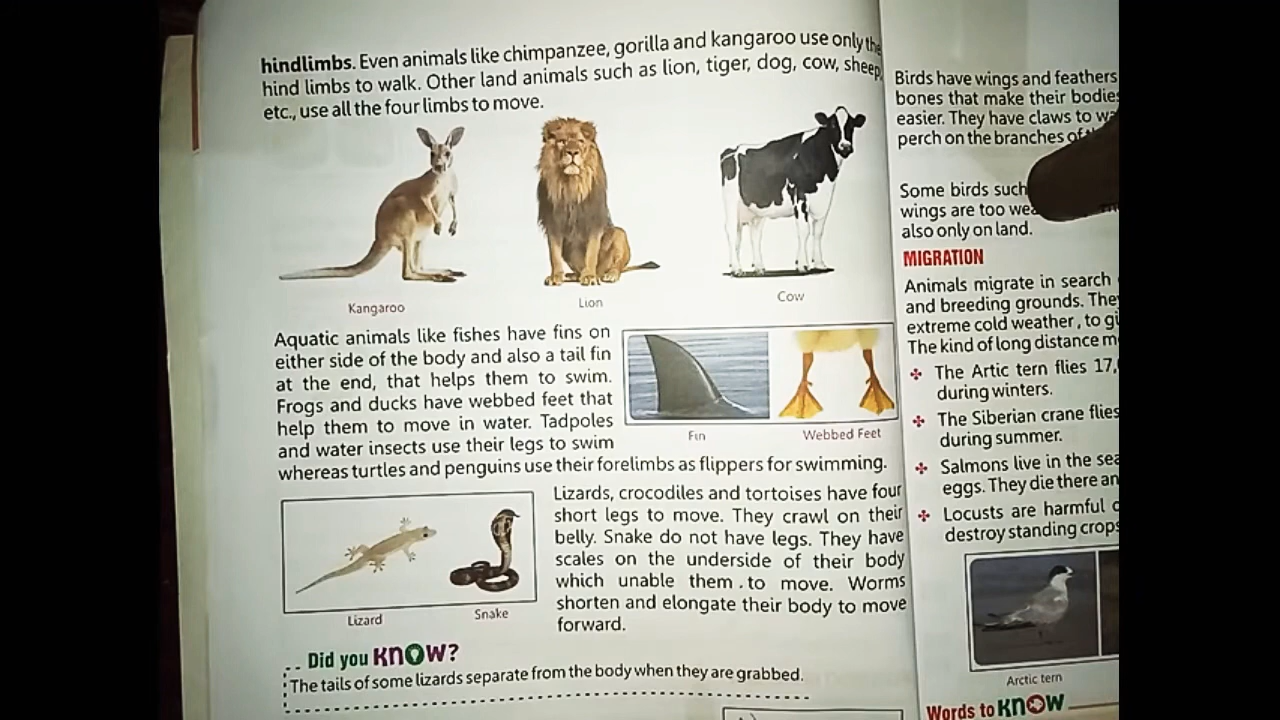 hindlimbs. Even animals like chimpanzee, gorilla and kangaroo use only the
hind limbs to walk. Other land animals such as lion, tiger, dog, cow, sheep,
etc., use all the four limbs to move.
Kangaroo
Lion
Cow
Aquatic animals like fishes have fins on
either side of the body and also a tail fin
at the end, that helps them to swim.
Frogs and ducks have webbed feet that
help them to move in water. Tadpoles
and water insects use their legs to swim
whereas turtles and penguins use their forelimbs as flippers for swimming.
Fin
Webbed Feet
Lizards, crocodiles and tortoises have four
short legs to move. They crawl on their
belly. Snake do not have legs. They have
scales on the underside of their body
which unable them . to move. Worms
shorten and elongate their body to move
forward.
Lizard
Snake
Did you KNOW?
The tails of some lizards separate from the body when they are grabbed.
Birds have wings and feathers
bones that make their bodies
easier. They have claws to
perch on the branches of
Some birds such
wings are too
also only on land.
MIGRATION
Animals migrate in search
and breeding grounds. They
extreme cold weather , to
The kind of long distance
❖ The Artic tern flies 17,
during winters.
❖ The Siberian crane flies
during summer.
❖ Salmons live in the sea
eggs. They die there
❖ Locusts are harmful
destroy standing crops
Arctic tern
Words to KNOW